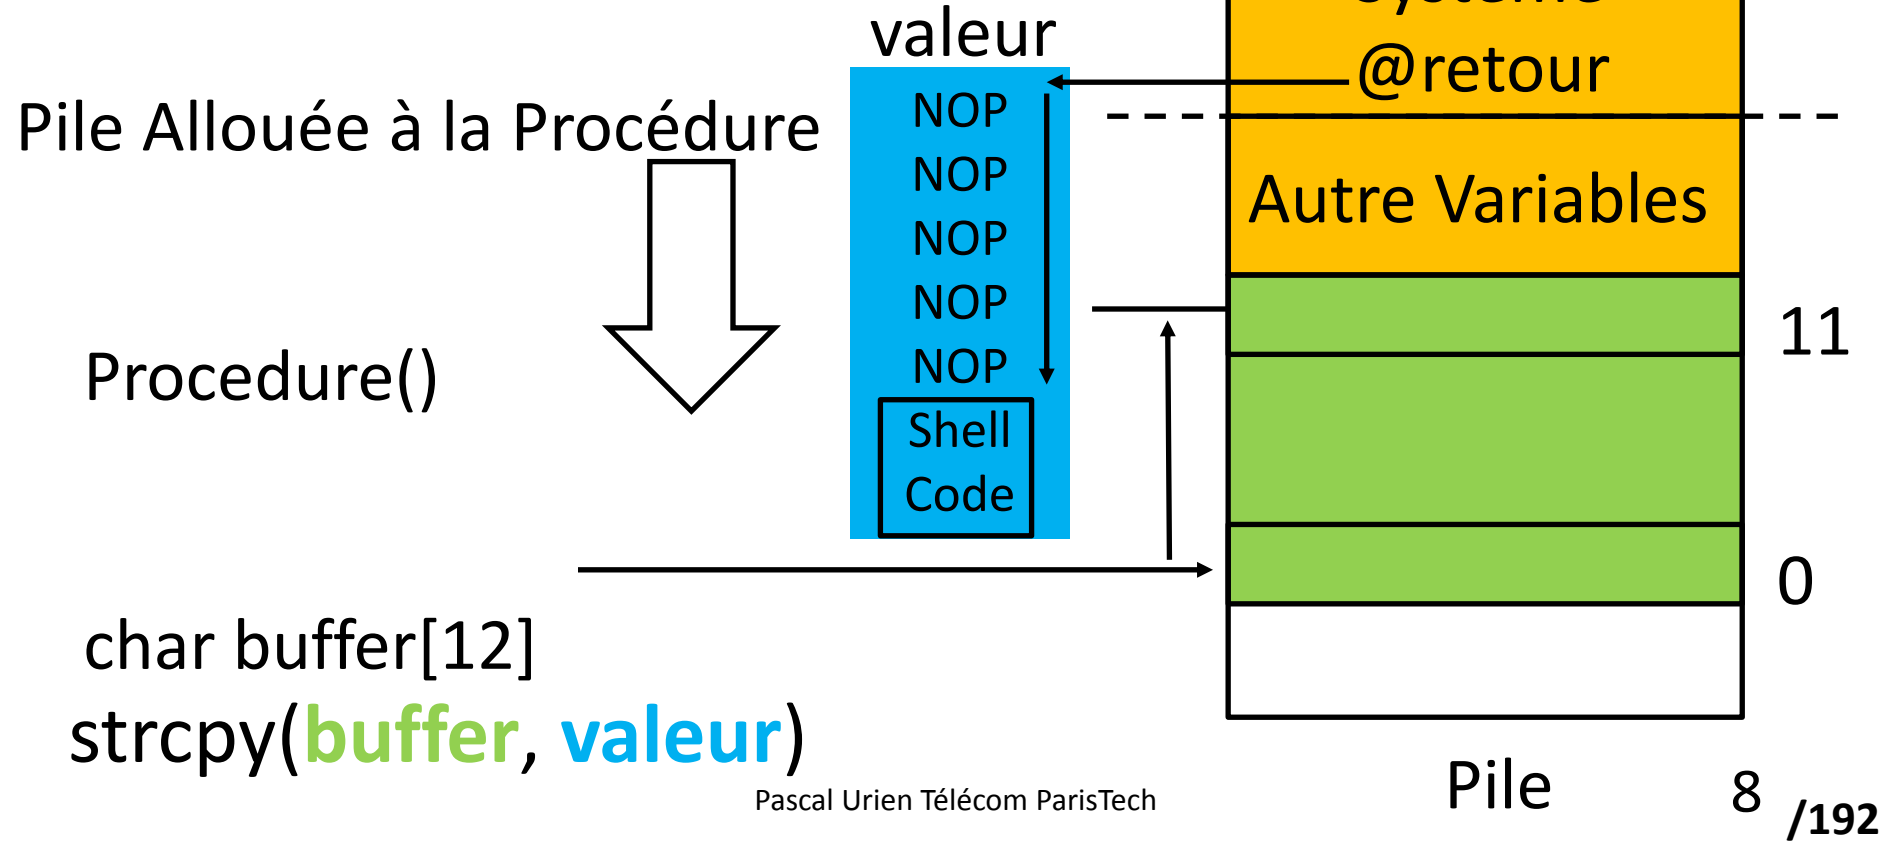 valeur
@retour
Pile Allouée à la Procédure
NOP
NOP
NOP
NOP
NOP
Shell
Code
Autre Variables
11
Procedure()
0
char buffer[12]
strcpy(buffer, valeur)
Pile
Pascal Urien Télécom ParisTech
8 /192